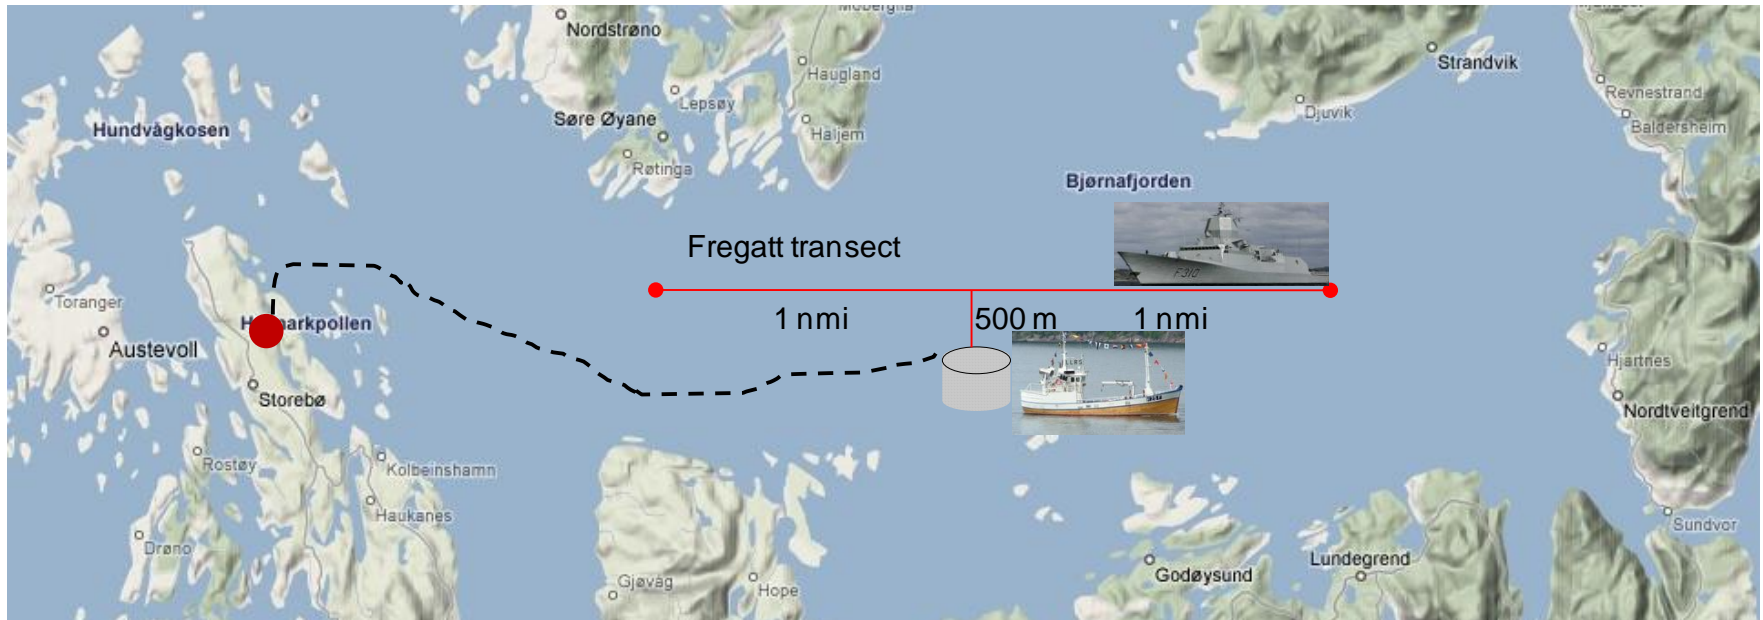 Nordstrøno
Strandvik
Haugland
Revnestrand
Lepsøy
Djuvik
Søre Øyane
Hundvågkosen
Haljem
Baldersheim
Røtinga
Bjørnafjorden
Fregatt transect
F310
Toranger
1 nmi
500 m
1 nmi
Austevoll
Hjartnes
Storebø
Nordtveitgrend
Rostøy
Kolbeinshamn
Haukanes
Sundvor
Drøno
Godøysund
Lundegrend
Gjøvåg
Hope